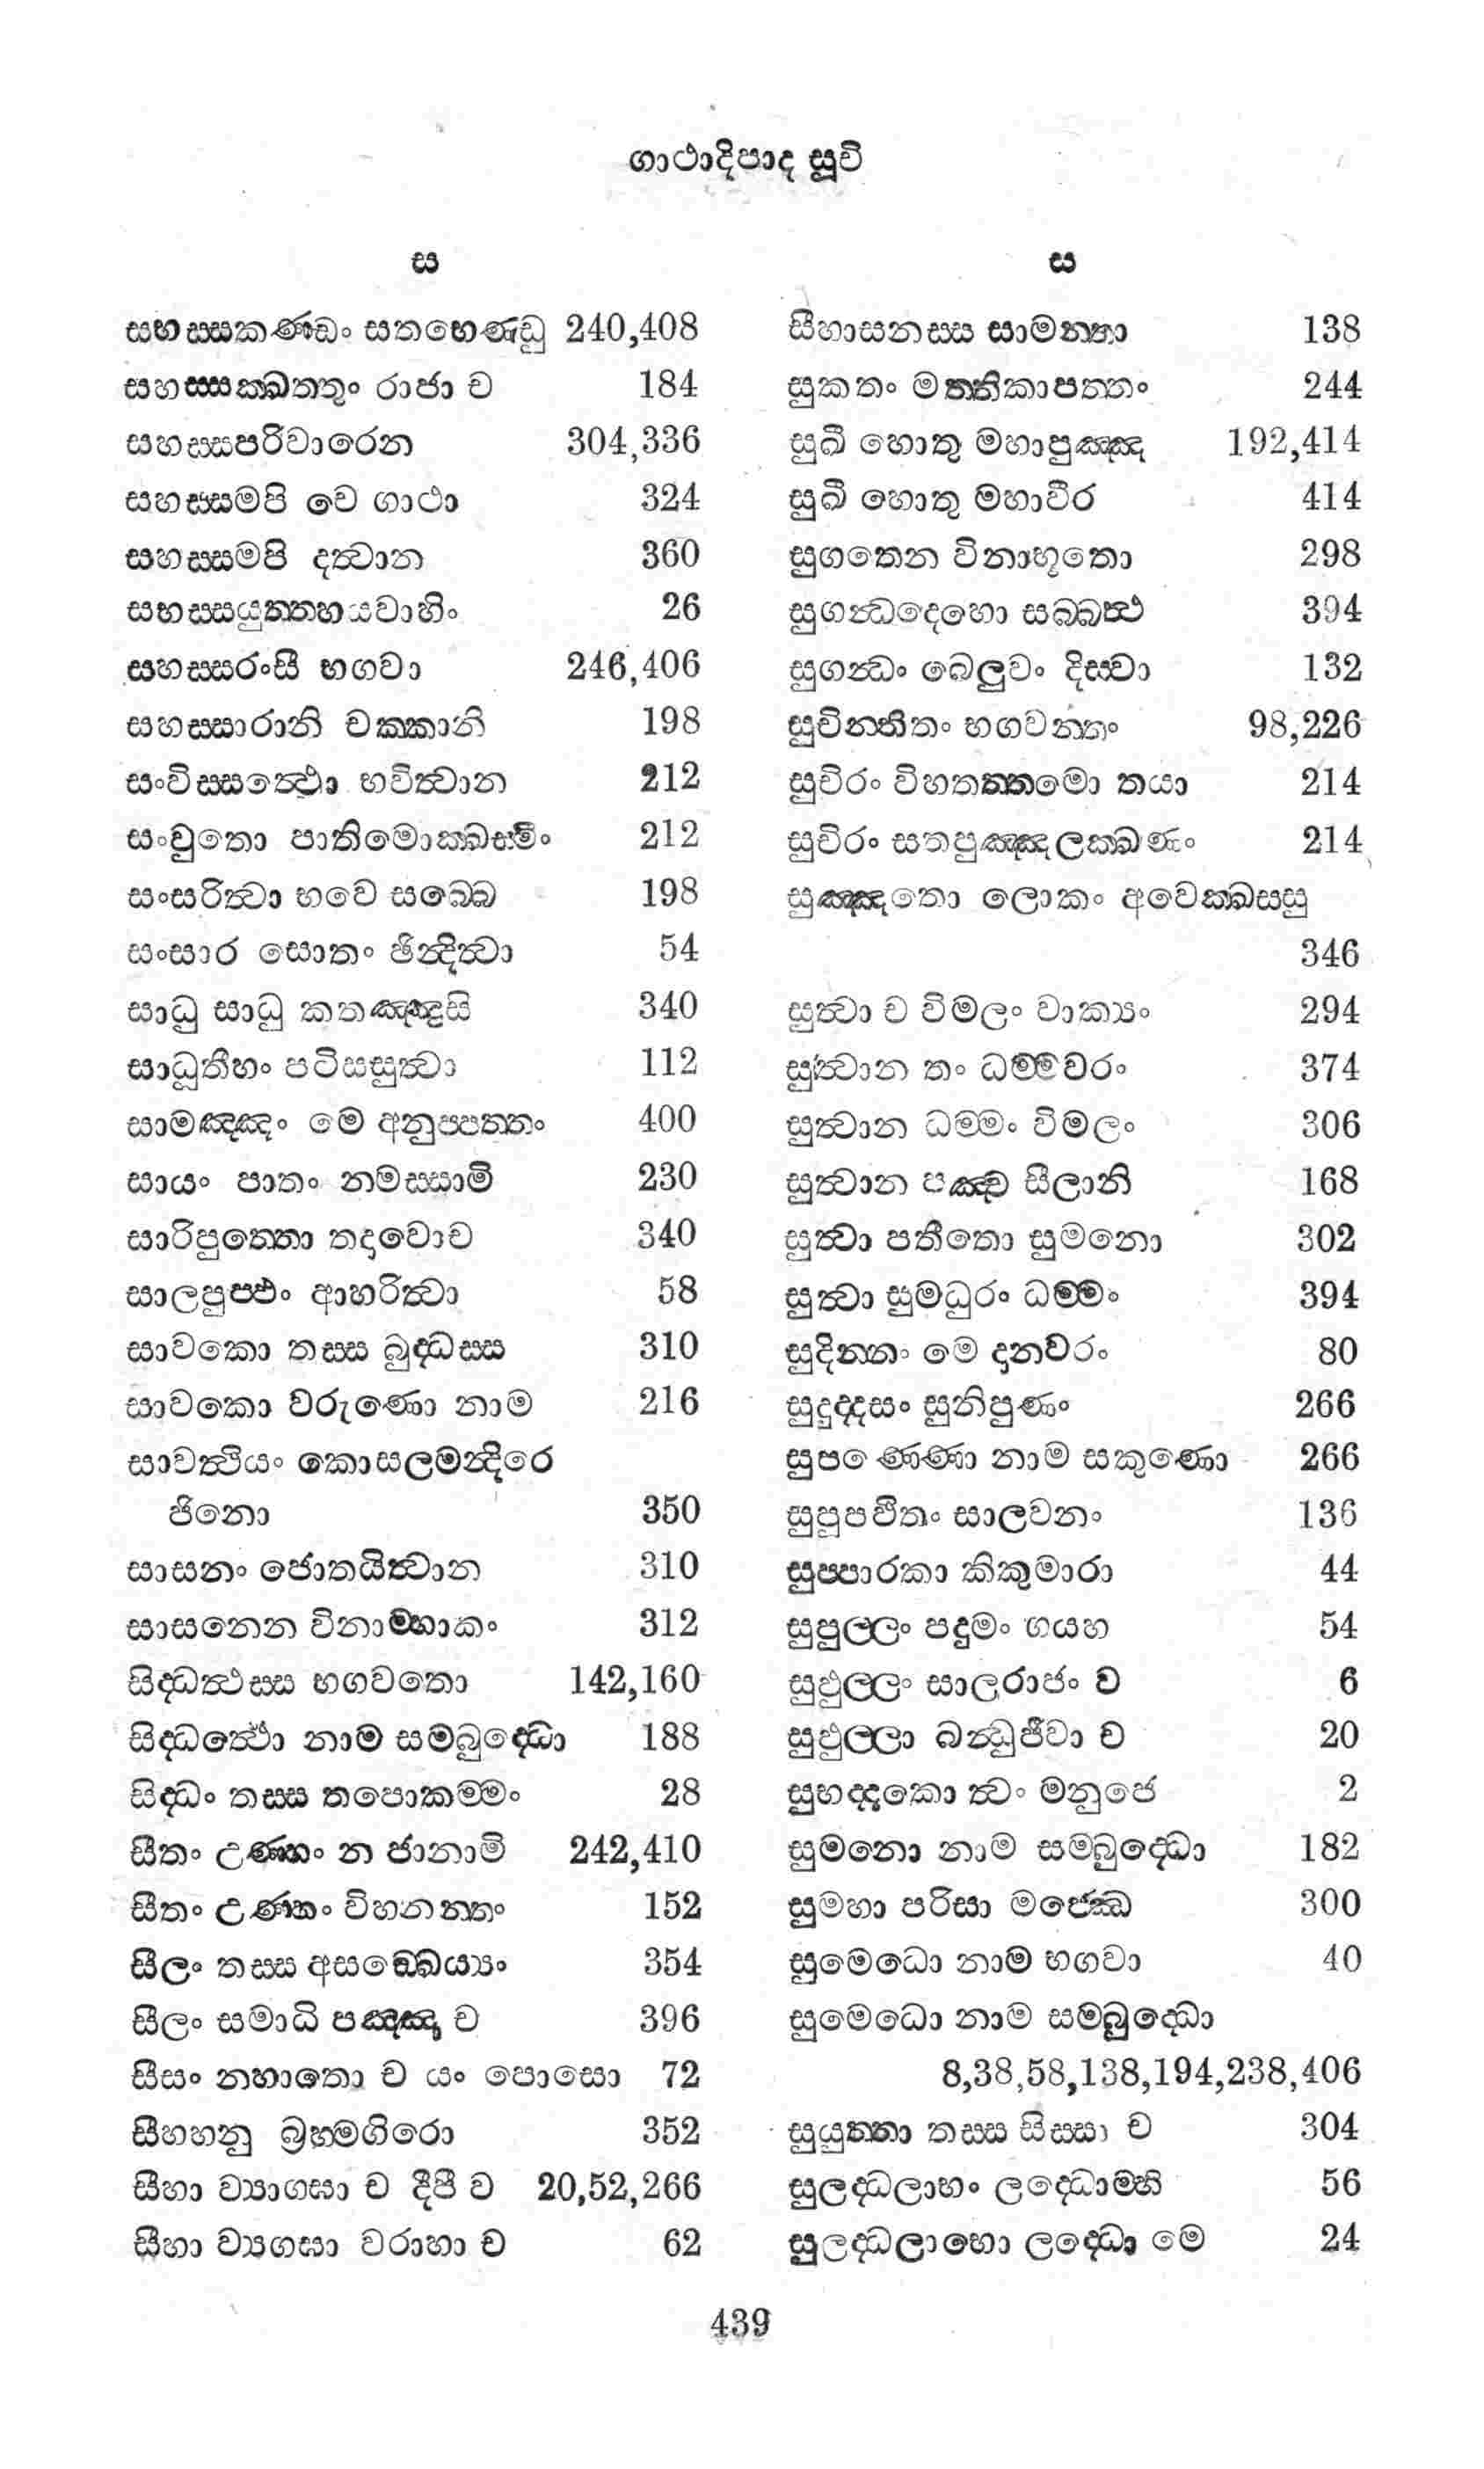 ගාථාදිපාද සූචි
ස
සහස්සකණ්ඩං සතභෙණ්ඩු 240,408
සහස්සක්ඛත්තුං රාජා ච 184
සහස්සපරිවාරෙන 304,336
සහස්සමපි චෙ ගාථා 324
සහස්සමපි දත්වාන 360
සහස්සයුත්තහයවාහිං 26
සහස්සරංසී භගවා 246,406
සහස්සාරානි චක්කානි 198
සංවිස්සත්ථො භවිත්වාන 212
සංවුතො පාතිමොක්ඛස්මිං 212
සංසරිත්වා භවෙ සබ්බෙ 198
සංසාර සොතං ඡින්දිත්වා 54
සාධු සාධු කතඤ්ඤූසි 340
සාධූතීහං පටිස්සුත්වා 112
සාමඤ්ඤං මෙ අනුප්පත්තං 400
සායං පාතං නමස්සාමි 230
සාරිපුත්තො තදාවොච 340
සාලපුප්ඵං ආහරිත්වා 58
සාවකො තස්ස බුද්ධස්ස 310
සාවකො වරුණො නාම 216
සාවත්ථියං කොසලමන්දිරෙ
ජිනො 350
සාසනං ජොතයිත්වාන 310
සාසනෙන විනාම්හාකං 312
සිද්ධත්ථස්ස භගවතො 142,160
සිද්ධත්ථො නාම සම්බුද්ධො 188
සිද්ධං තස්ස තපොකම්මං 28
සීතං උණ්හං න ජානාමි 242,410
සීතං උණ්හං විහනන්තං 152
සීලං තස්ස අසඞ්ඛෙය්‍යං 354
සීලං සමාධි පඤ්ඤා ච 396
සීසං නහාතො ච යං පොසො 72
සීහහනු බ්‍රහ්මගිරො 352
සීහා ව්‍යාග්ඝා ච දීපී ච 20,52,266
සීහා ව්‍යග්ඝා වරාහා ච 62
ස
සීහාසනස්ස සාමන්තා 138
සුකතං මත්තිකාපත්තං 244
සුඛී හොතු මහාපුඤ්ඤ 192,414
සුඛී හොතු මහාවීර 414
සුගතෙන විනාභූතො 298
සුගන්ධදෙහො සබ්බත්ථ 394
සුගන්ධං බෙලුවං දිස්වා 132
සුචින්තිතං භගවන්තං 98,226
සුචිරං විහතත්තමො තයා 214
සුචිරං සතපුඤ්ඤලක්ඛණං 214
සුඤ්ඤතො ලොකං අවෙක්ඛස්සු
346
සුත්වා ච විමලං වාක්‍යං 294
සුත්වාන තං ධම්මවරං 374
සුත්වාන ධම්මං විමලං 306
සුත්වාන පඤ්ච සීලානි 168
සුත්වා පතීතො සුමනො 302
සුත්වා සුමධුරං ධම්මං 394
සුදින්නං මෙ දානවරං 80
සුදුද්දසං සුනිපුණං 266
සුපණ්ණො නාම සකුණො 266
සුපුප්ඵිතං සාලවනං 136
සුප්පාරකා කිකුමාරා 44
සුඵුල්ලං පදුමං ගය්හ 54
සුඵුල්ලං සාලරාජං ව 6
සුඵුල්ලා බන්ධුජීවා ච 20
සුභද්දකො ත්වං මනුජෙ 2
සුමනො නාම සම්බුද්ධො 182
සුමහා පරිසා මජ්ඣෙ 300
සුමෙධො නාම භගවා 40
සුමෙධො නාම සම්බුද්ධො
8,38,58,138,194,238,406
සුයුත්තා තස්ස සිස්සා ච 304
සුලද්ධලාභං ලද්ධොම්හි 56
සුලද්ධලාභො ලද්ධො මෙ 24
439